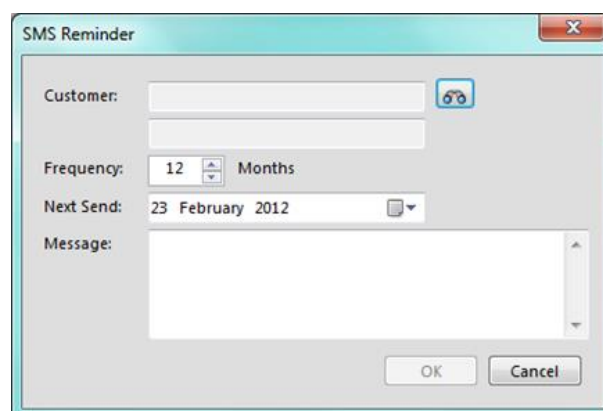 SMS Reminder
Customer:
Frequency: 12 Months
Next Send: 23 February 2012
Message:
OK Cancel